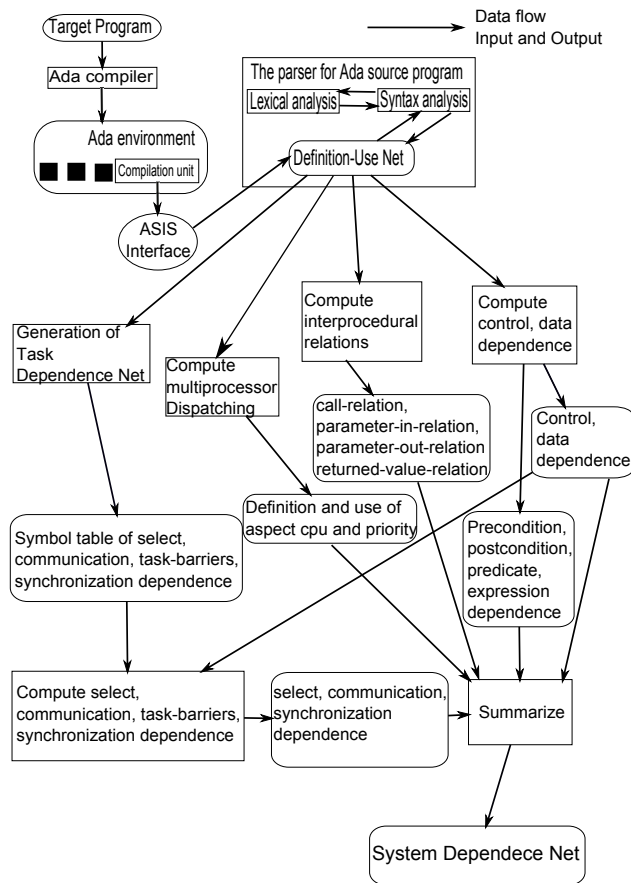 Target Program
Data flow
Input and Output
Ada compiler
The parser for Ada source program
Lexical analysis
Syntax analysis
Ada environment
Compilation unit
Definition-Use Net
ASIS
Interface
Generation of
Task
Dependence Net
Compute
multiprocessor
Dispatching
Compute
interprocedural
relations
Compute
control, data
dependence
call-relation,
parameter-in-relation,
parameter-out-relation
returned-value-relation
Control,
data
dependence
Definition and use of
aspect cpu and priority
Symbol table of select,
communication, task-barriers,
synchronization dependence
Precondition,
postcondition,
predicate,
expression
dependence
Compute select,
communication, task-barriers,
synchronization dependence
select, communication,
synchronization
dependence
Summarize
System Dependece Net